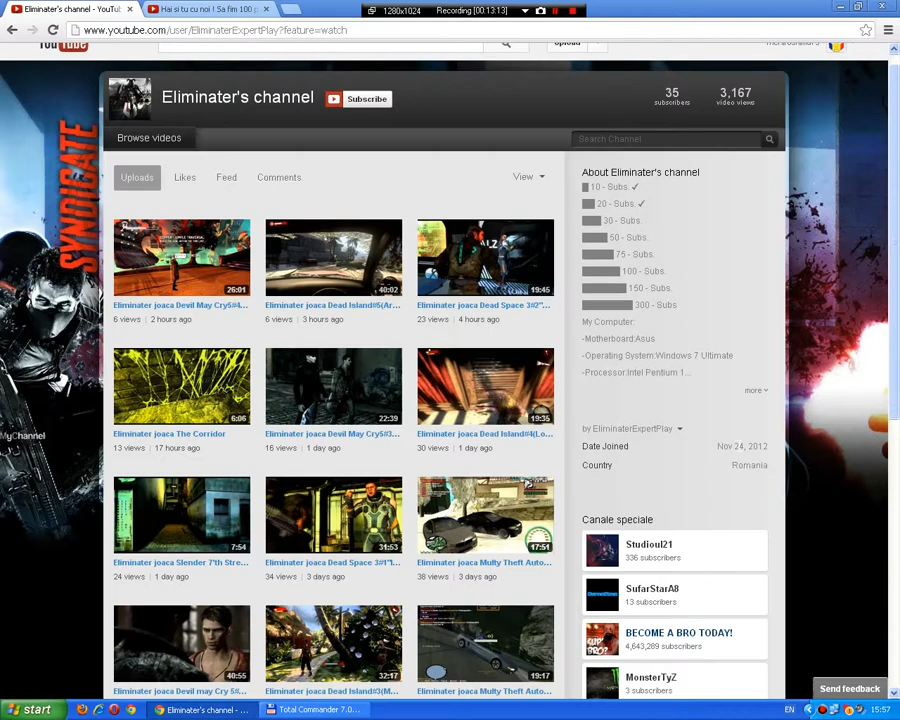 Eliminater's channel - YouTu
Hai si tu cu noi ! Sa fim 100
1280x1024 Recording [00:13:13]
www.youtube.com/user/EliminaterExpertPlay?feature=watch
You Tube
Upload
Eliminater's channel
Subscribe
35
subscribers
3,167
video views
Browse videos
Search Channel
Uploads Likes Feed Comments
View
26:01 40:02 19:45
Eliminater joaca Devil May Cry5#4... Eliminater joaca Dead Island#5(Ar... Eliminater joaca Dead Space 3#2"...
6 views 2 hours ago 6 views 3 hours ago 23 views 4 hours ago
6:06 22:39 19:35
Eliminater joaca The Corridor Eliminater joaca Devil May Cry5#3... Eliminater joaca Dead Island#4(Lo...
13 views 17 hours ago 16 views 1 day ago 30 views 1 day ago
7:54 31:53 17:51
Eliminater joaca Slender 7'th Stre... Eliminater joaca Dead Space 3#1"I... Eliminater joaca Multy Theft Auto...
24 views 1 day ago 34 views 3 days ago 38 views 3 days ago
40:55 32:17 19:17
Eliminater joaca Devil may Cry 5#... Eliminater joaca Dead Island#3(M... Eliminater joaca Multy Theft Auto...
About Eliminater's channel
10 - Subs. ✓
20 - Subs. ✓
30 - Subs.
50 - Subs.
75 - Subs.
100 - Subs.
150 - Subs.
300 - Subs
My Computer:
-Motherboard:Asus
-Operating System:Windows 7 Ultimate
-Processor:Intel Pentium 1...
more
by EliminaterExpertPlay
Date Joined Nov 24, 2012
Country Romania
Canale speciale
Studioul21
336 subscribers
SufarStarA8
13 subscribers
BECOME A BRO TODAY!
4,643,289 subscribers
MonsterTyZ
3 subscribers
Send feedback
SYNDICATE
MyChannel
start
Eliminater's channel - ...
Total Commander 7.0...
EN
15:57